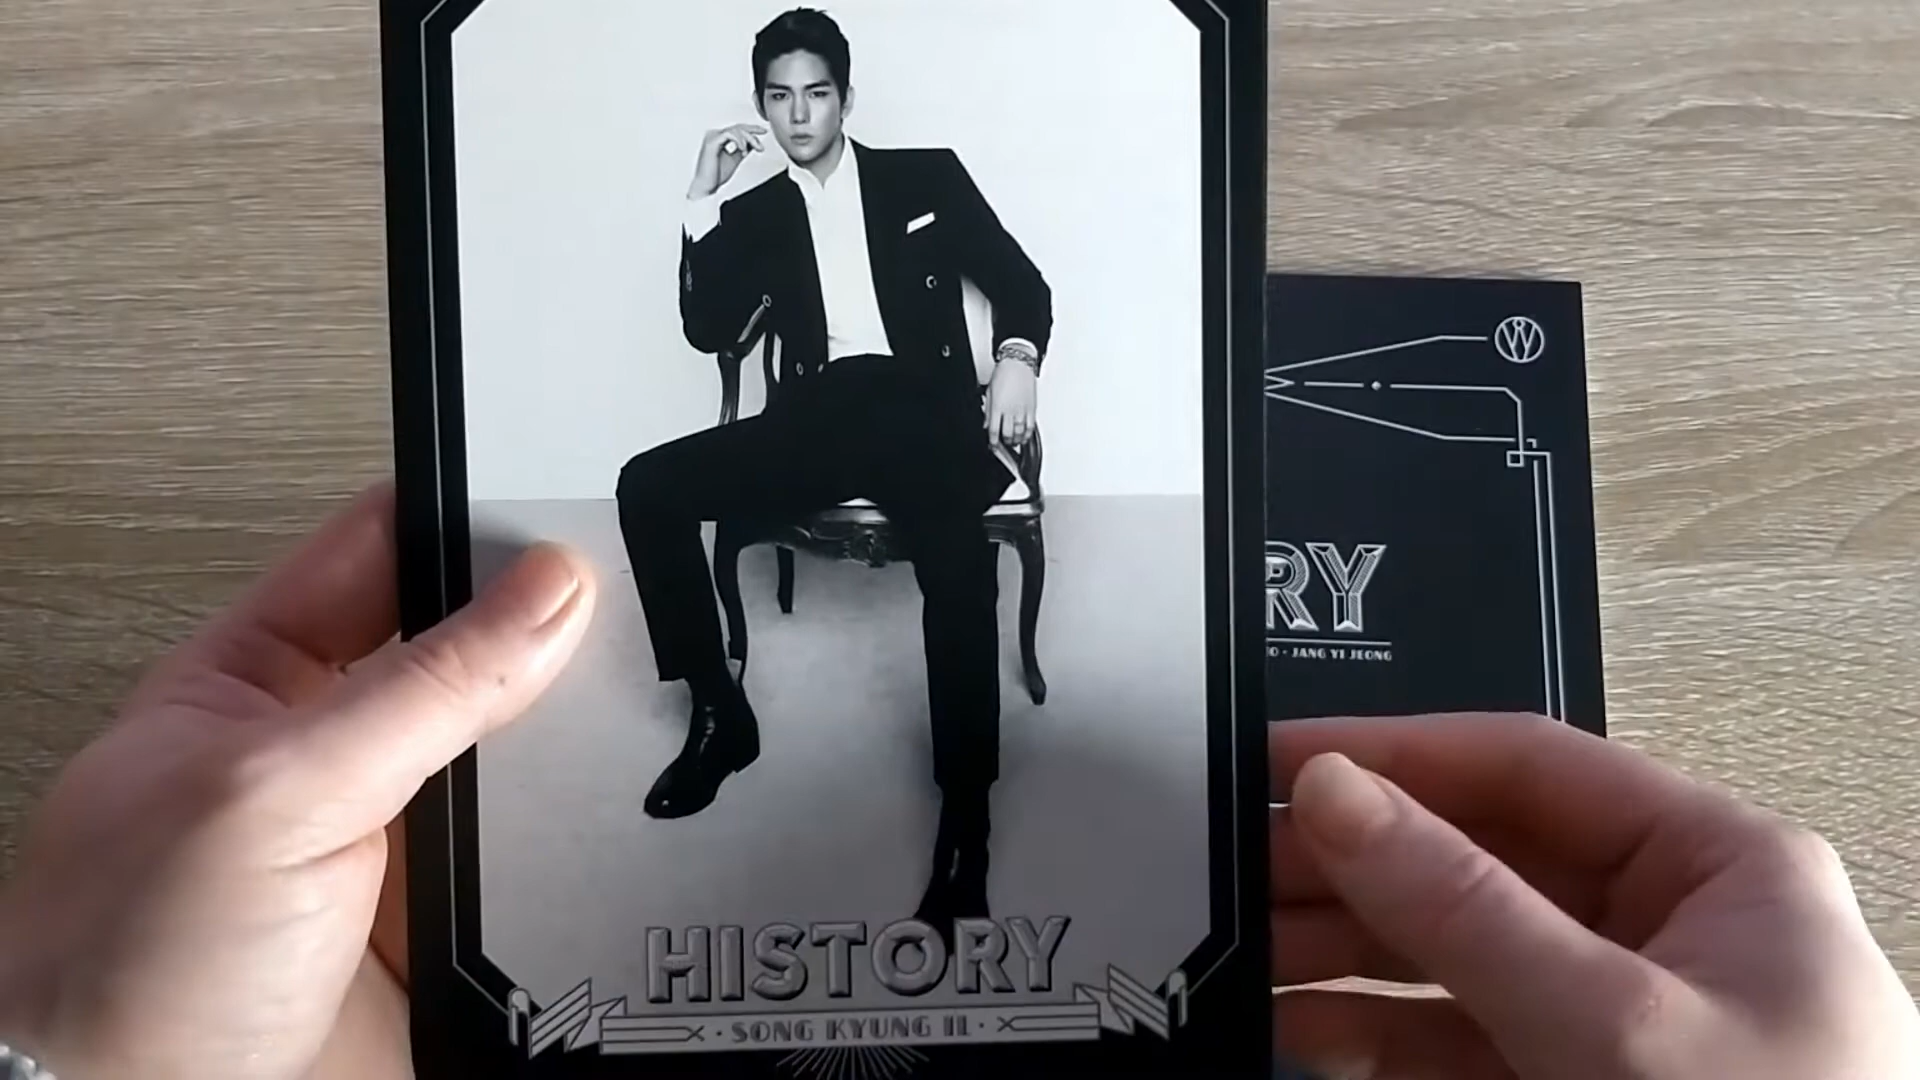 RY
O · JANG YI JEONG
HISTORY
· SONG KYUNG IL ·